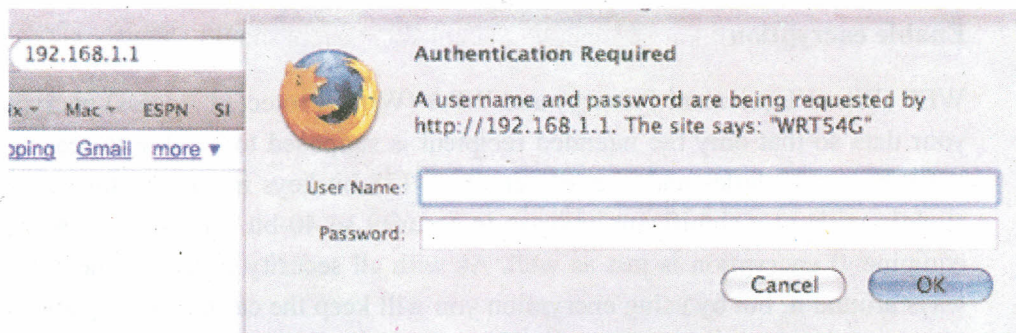 192.168.1.1
Mac ESPN SI
Gmail more
Authentication Required
A username and password are being requested by
http://192.168.1.1. The site says: "WRT54G"
User Name:
Password:
Cancel OK